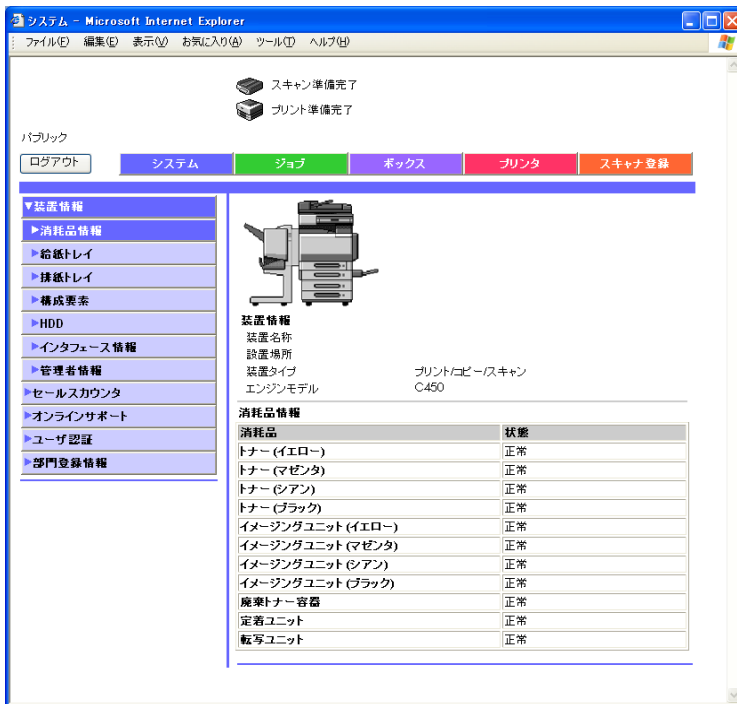 システム - Microsoft Internet Explorer
ファイル(F) 編集(E) 表示(V) お気に入り(A) ツール(T) ヘルプ(H)
スキャン準備完了
プリント準備完了
パブリック
ログアウト システム ジョブ ボックス プリンタ スキャナ登録
▼装置情報
▶消耗品情報
▶給紙トレイ
▶排紙トレイ
▶構成要素
▶HDD
▶インタフェース情報
▶管理者情報
▶セールスカウンタ
▶オンラインサポート
▶ユーザ認証
▶部門登録情報
装置情報
装置名称
設置場所
装置タイプ プリント/コピー/スキャン
エンジンモデル C450
消耗品情報
消耗品 状態
トナー(イエロー) 正常
トナー(マゼンタ) 正常
トナー(シアン) 正常
トナー(ブラック) 正常
イメージングユニット(イエロー) 正常
イメージングユニット(マゼンタ) 正常
イメージングユニット(シアン) 正常
イメージングユニット(ブラック) 正常
廃棄トナー容器 正常
定着ユニット 正常
転写ユニット 正常